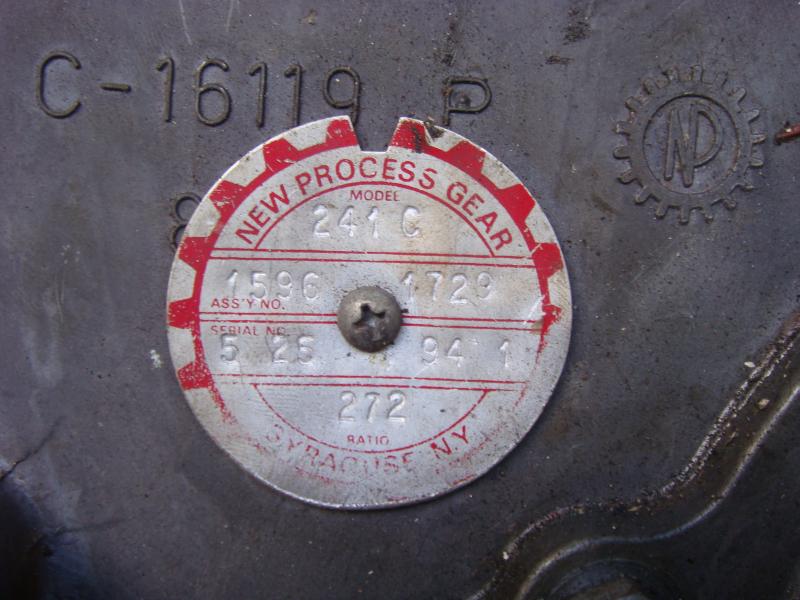 C-16119 P
NP
NEW PROCESS GEAR
MODEL
241 C
1596 1729
ASS'Y NO.
SERIAL NO.
5 25 94 1
272
RATIO
SYRACUSE N.Y.